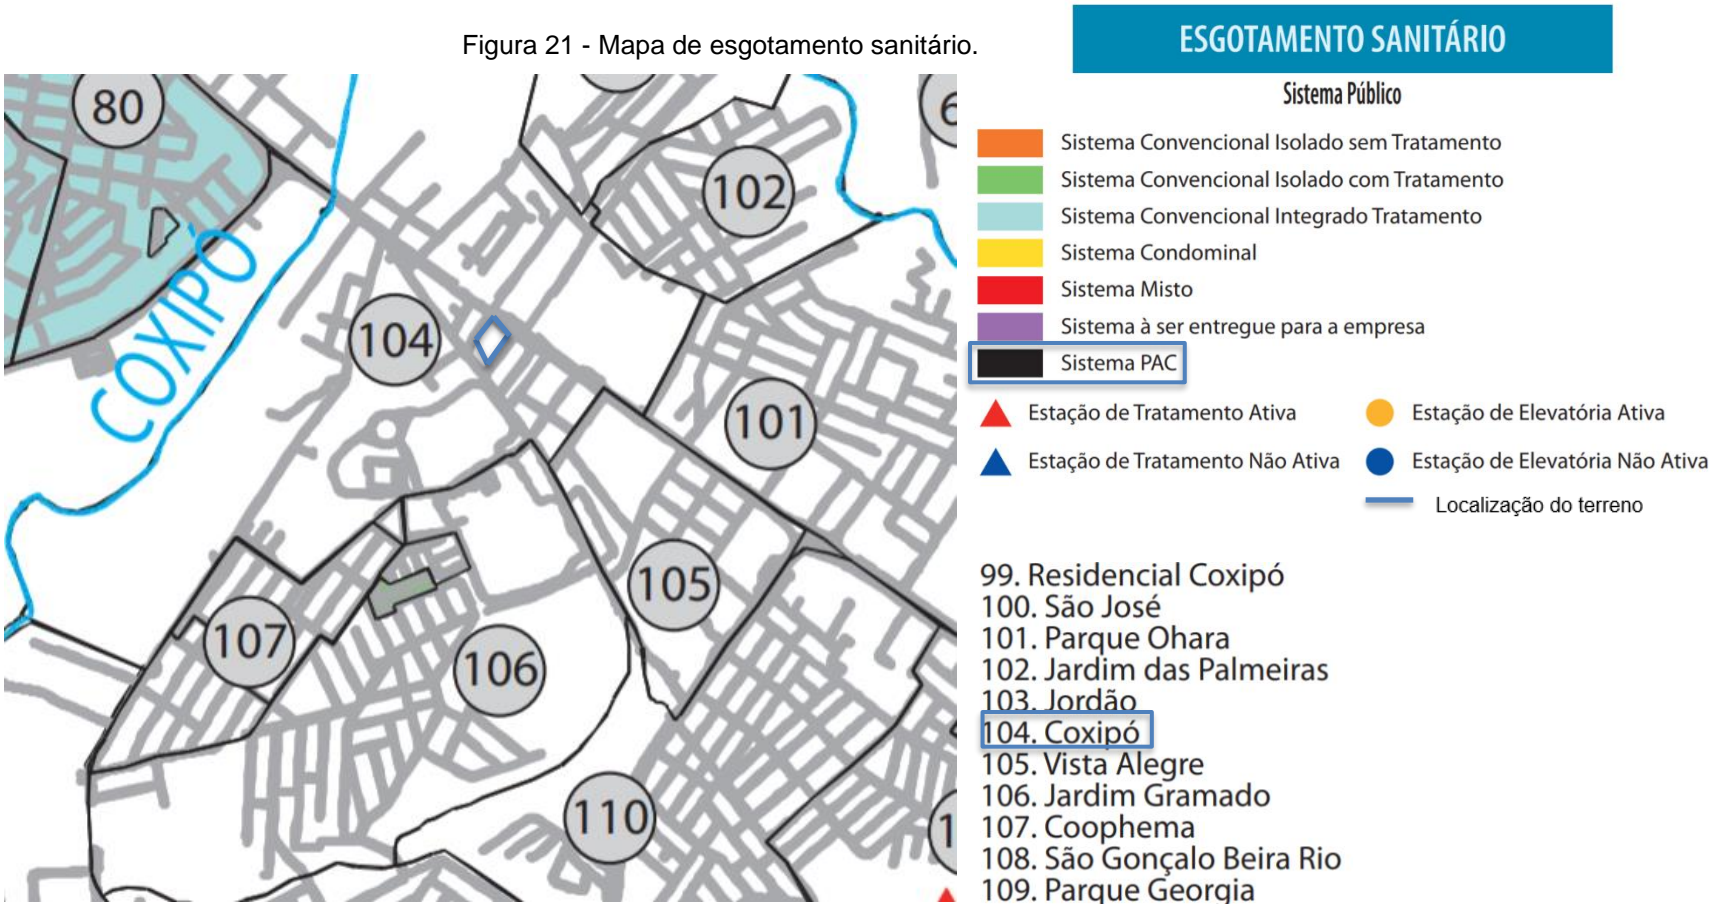 Figura 21 - Mapa de esgotamento sanitário.
ESGOTAMENTO SANITÁRIO
Sistema Público
Sistema Convencional Isolado sem Tratamento
Sistema Convencional Isolado com Tratamento
Sistema Convencional Integrado Tratamento
Sistema Condominal
Sistema Misto
Sistema à ser entregue para a empresa
Sistema PAC
Estação de Tratamento Ativa
Estação de Elevatória Ativa
Estação de Tratamento Não Ativa
Estação de Elevatória Não Ativa
Localização do terreno
99. Residencial Coxipó
100. São José
101. Parque Ohara
102. Jardim das Palmeiras
103. Jordão
104. Coxipó
105. Vista Alegre
106. Jardim Gramado
107. Coophema
108. São Gonçalo Beira Rio
109. Parque Georgia
80
102
COXIPÓ
104
101
105
107
106
110